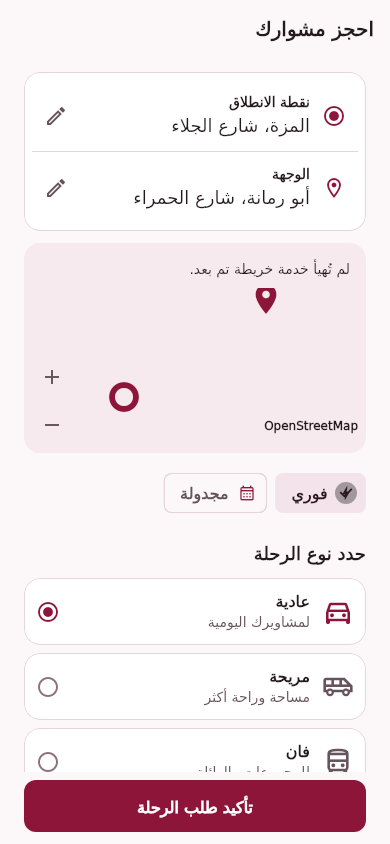 احجز مشوارك
نقطة الانطلاق
المزة، شارع الجلاء
الوجهة
أبو رمانة، شارع الحمراء
لم تُهيأ خدمة خريطة تم بعد.
OpenStreetMap
فوري
مجدولة
حدد نوع الرحلة
عادية
لمشاويرك اليومية
مريحة
مساحة وراحة أكثر
فان
تأكيد طلب الرحلة